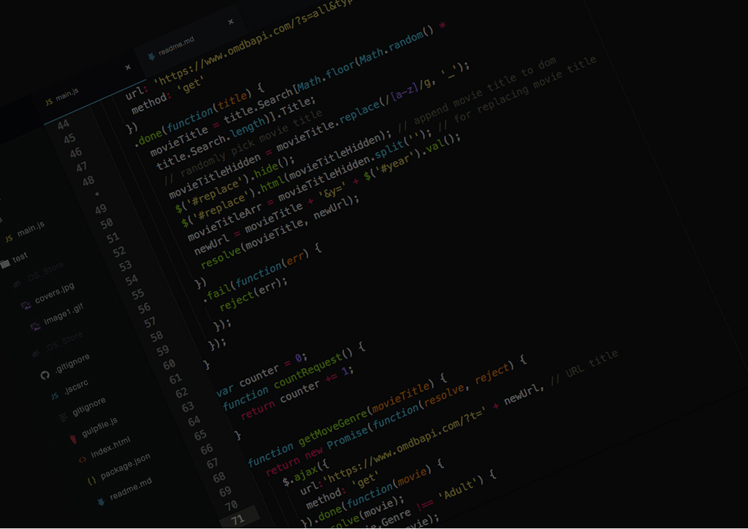 readme.md
main.js
url: 'https://www.omdbapi.com/?s=all&typ
method: 'get'
})
.done(function(title) {
movieTitle = title.Search[Math.floor(Math.random() *
title.Search.length)].Title;
// randomly pick movie title
movieTitleHidden = movieTitle.replace(/[a-z]/g, '_');
$('#replace').hide();
$('#replace').html(movieTitleHidden); // append movie title to dom
movieTitleArr = movieTitleHidden.split(''); // for replacing movie title
newUrl = movieTitle + '&y=' + $('#year').val();
resolve(movieTitle, newUrl);
})
.fail(function(err) {
reject(err);
});
});
}
var counter = 0;
function countRequest() {
return counter += 1;
}
function getMoveGenre(movieTitle) {
return new Promise(function(resolve, reject) {
$.ajax({
url:'https://www.omdbapi.com/?t=' + newUrl, // URL title
method: 'get'
}).done(function(movie) {
solve(movie);
e.Genre !== 'Adult') {
movie);
44
45
46
47
48
49
50
51
52
53
54
55
56
57
58
59
60
61
62
63
64
65
66
67
68
69
70
71
main.js
test
.DS_Store
covers.jpg
image1.gif
.DS_Store
.gitignore
.jscsrc
gitignore
gulpfile.js
index.html
package.json
readme.md